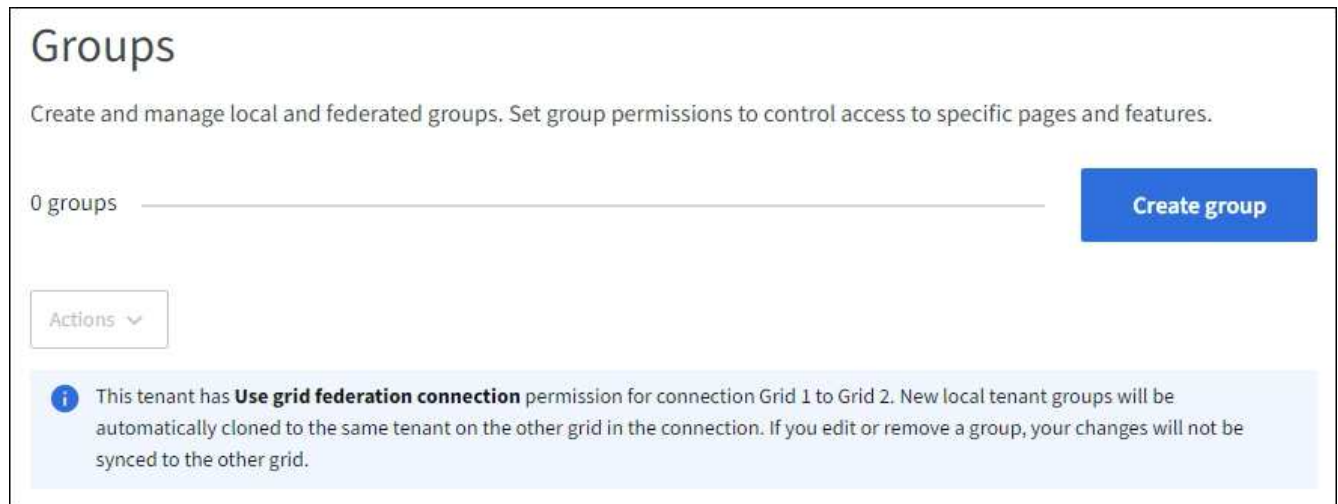 Groups
Create and manage local and federated groups. Set group permissions to control access to specific pages and features.
0 groups
Create group
Actions
This tenant has Use grid federation connection permission for connection Grid 1 to Grid 2. New local tenant groups will be
automatically cloned to the same tenant on the other grid in the connection. If you edit or remove a group, your changes will not be
synced to the other grid.